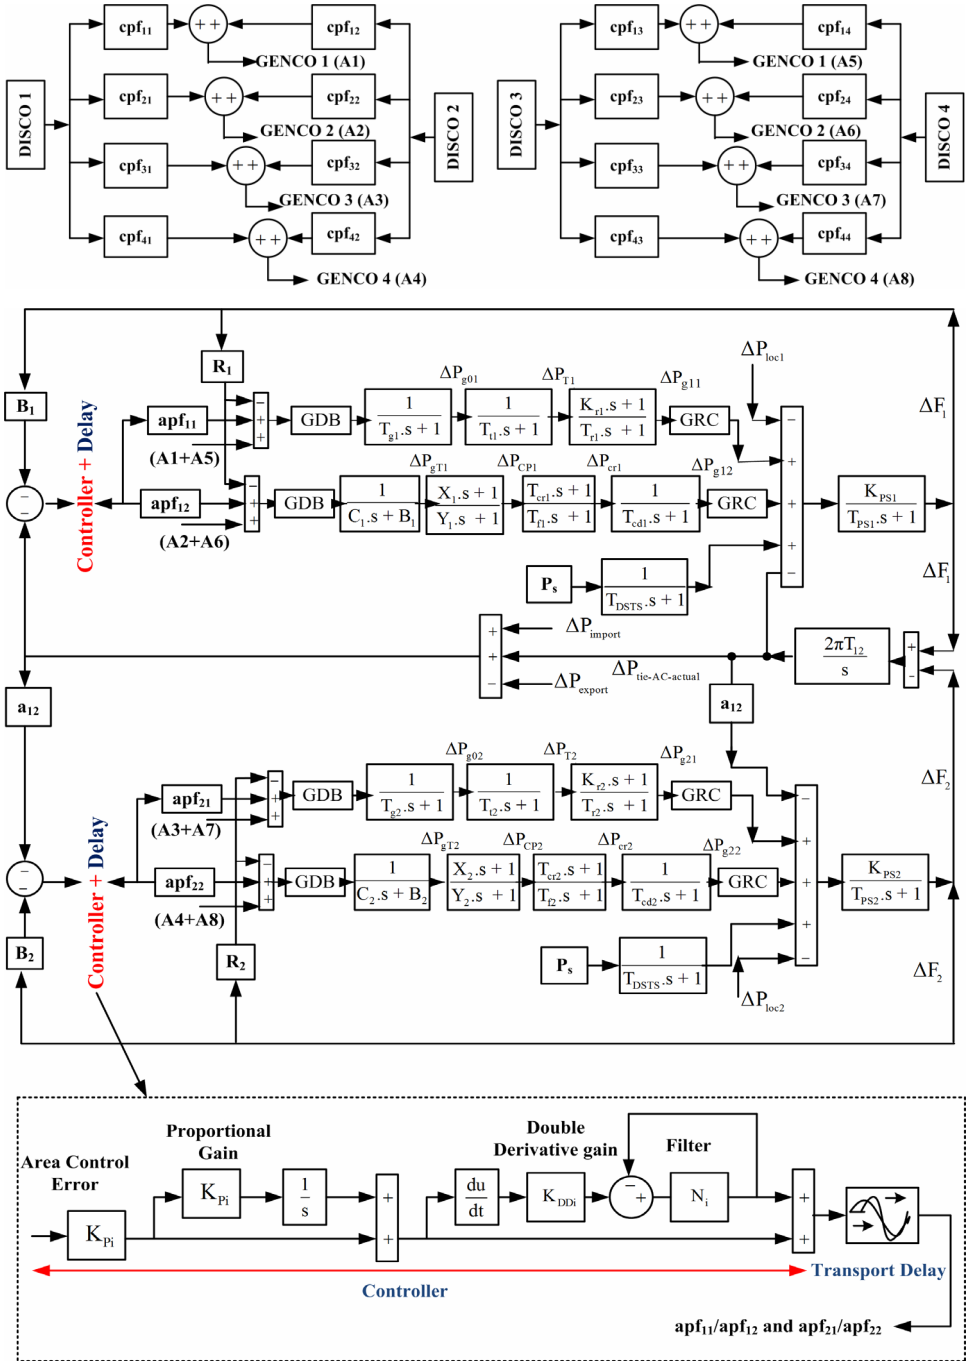 DISCO 1
cpf11
+ +
cpf12
GENCO 1 (A1)
cpf21
+ +
cpf22
GENCO 2 (A2)
cpf31
+ +
cpf32
GENCO 3 (A3)
cpf41
+ +
cpf42
GENCO 4 (A4)
DISCO 2
DISCO 3
cpf13
+ +
cpf14
GENCO 1 (A5)
cpf23
+ +
cpf24
GENCO 2 (A6)
cpf33
+ +
cpf34
GENCO 3 (A7)
cpf43
+ +
cpf44
GENCO 4 (A8)
DISCO 4
R1
B1
Controller + Delay
apf11
(A1+A5)
apf12
(A2+A6)
− + +
− + +
− −
GDB
1 / Tg1.s + 1
ΔPg01
1 / Tt1.s + 1
ΔPT1
Kr1.s + 1 / Tr1.s + 1
ΔPg11
GRC
ΔPloc1
ΔF1
GDB
1 / C1.s + B1
ΔPgT1
X1.s + 1 / Y1.s + 1
ΔPCP1
Tcr1.s + 1 / Tf1.s + 1
ΔPcr1
1 / Tcd1.s + 1
ΔPg12
GRC
− + + + −
KPS1 / TPS1.s + 1
Ps
1 / TDSTS.s + 1
ΔF1
+ + −
ΔPimport
ΔPtie-AC-actual
ΔPexport
2πT12 / s
+ −
a12
a12
apf21
(A3+A7)
apf22
(A4+A8)
− + +
− + +
− −
Controller + Delay
B2
R2
GDB
1 / Tg2.s + 1
ΔPg02
1 / Tt2.s + 1
ΔPT2
Kr2.s + 1 / Tr2.s + 1
ΔPg21
GRC
ΔF2
GDB
1 / C2.s + B2
ΔPgT2
X2.s + 1 / Y2.s + 1
ΔPCP2
Tcr2.s + 1 / Tf2.s + 1
ΔPcr2
1 / Tcd2.s + 1
ΔPg22
GRC
− + + + −
KPS2 / TPS2.s + 1
Ps
1 / TDSTS.s + 1
ΔPloc2
ΔF2
Area Control
Error
KPi
Proportional
Gain
KPi
1 / s
+ +
du / dt
Double
Derivative gain
KDDi
− +
Filter
Ni
+ +
Transport Delay
Controller
apf11/apf12 and apf21/apf22